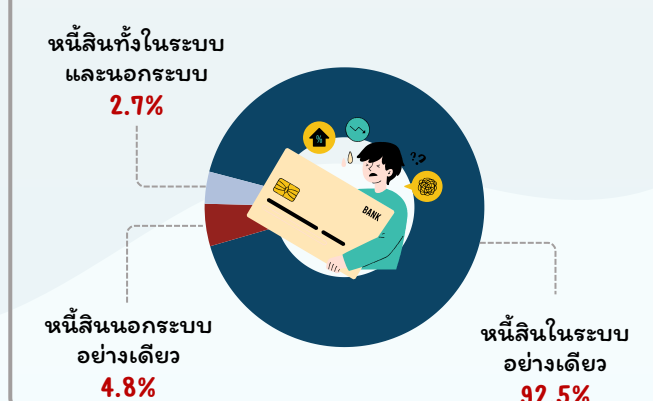 หนี้สินทั้งในระบบ
และนอกระบบ
2.7%
%
??
BANK
หนี้สินนอกระบบ
อย่างเดียว
4.8%
หนี้สินในระบบ
อย่างเดียว
92.5%